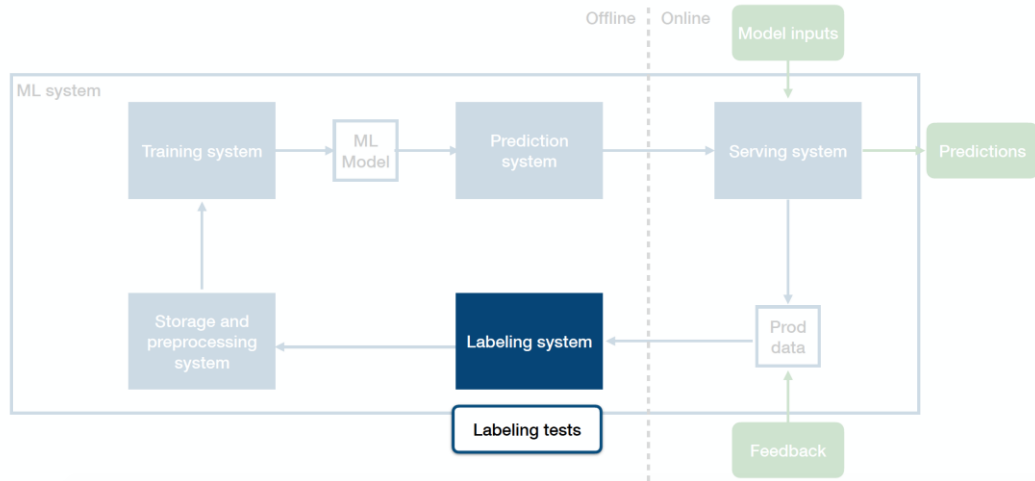 Offline
Online
Model inputs
ML system
Training system
ML
Model
Prediction
system
Serving system
Predictions
Storage and
preprocessing
system
Labeling system
Prod
data
Labeling tests
Feedback